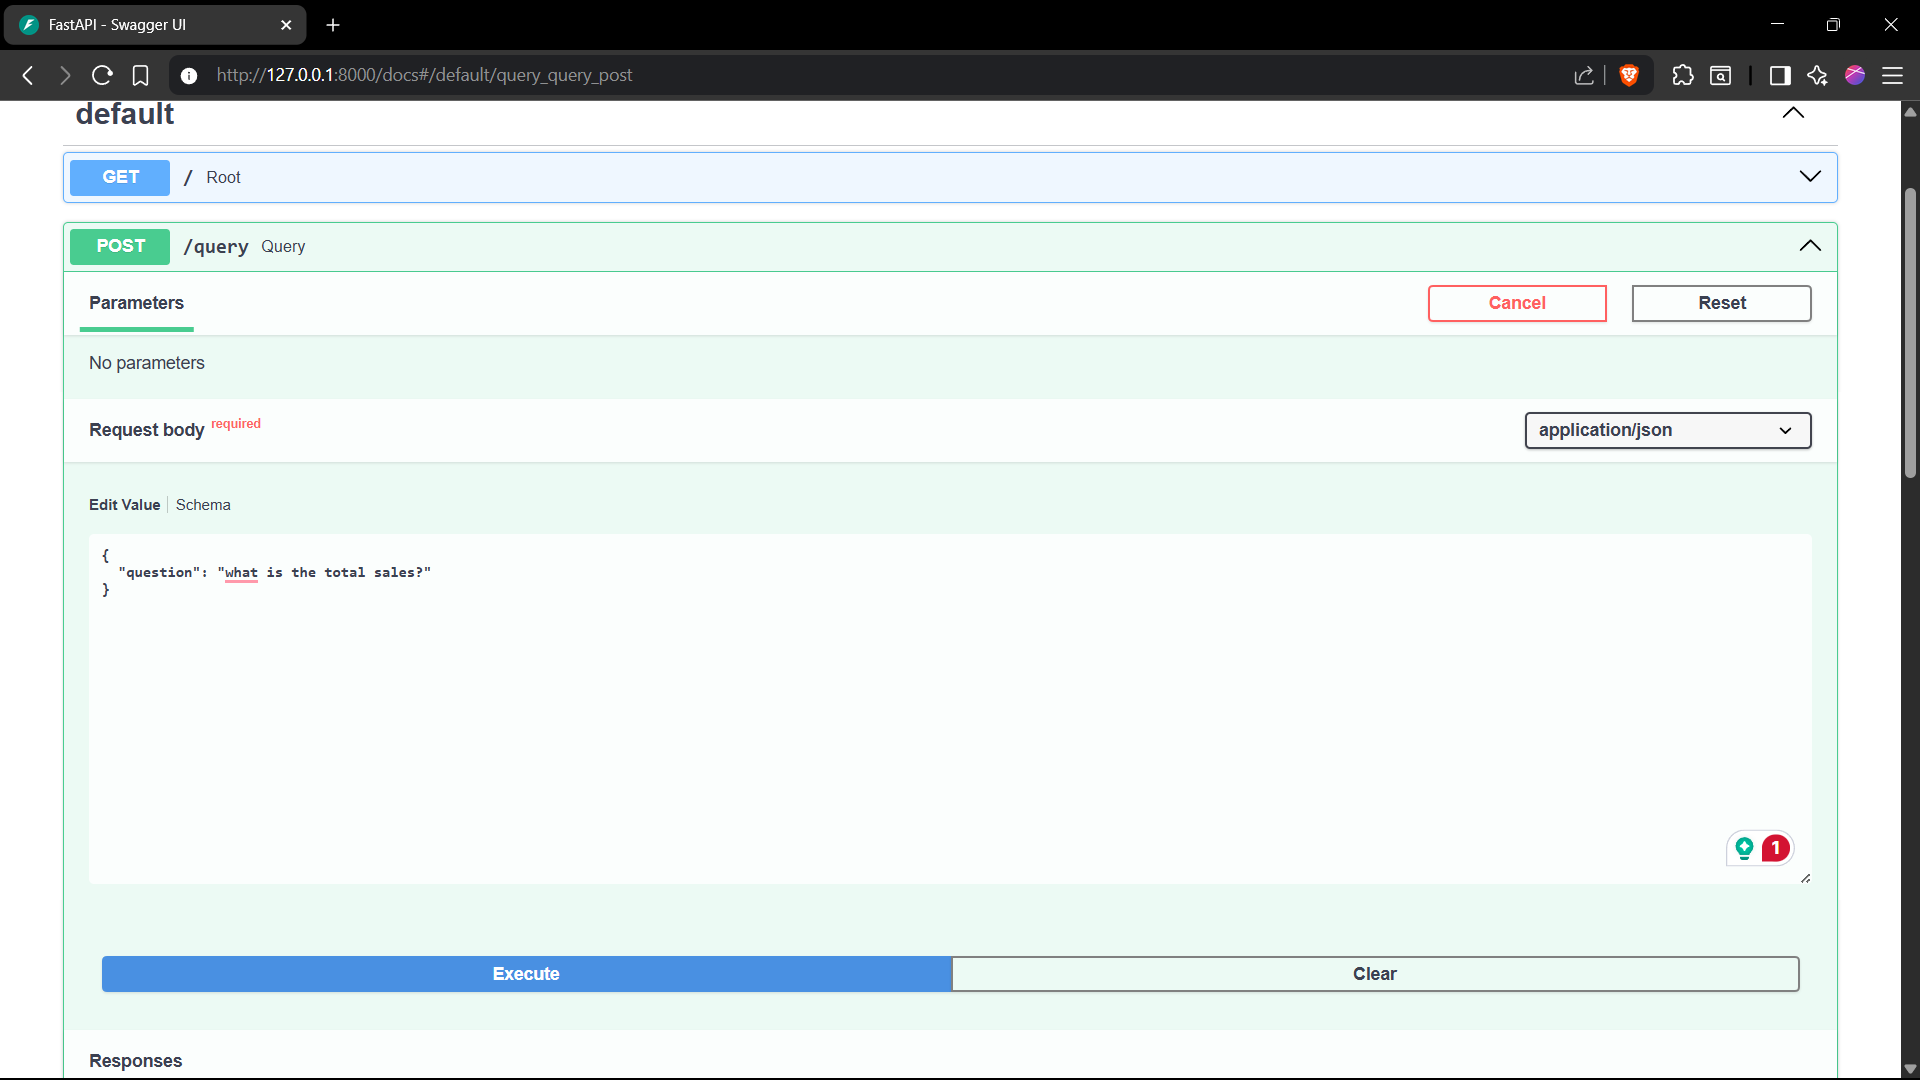 FastAPI - Swagger UI
http://127.0.0.1:8000/docs#/default/query_query_post
default
GET / Root
POST /query Query
Parameters Cancel Reset
No parameters
Request body required application/json
Edit Value Schema
{
"question": "what is the total sales?"
}
1
Execute Clear
Responses